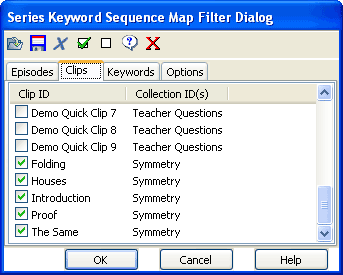 Series Keyword Sequence Map Filter Dialog
Episodes Clips Keywords Options
Clip ID Collection ID(s)
Demo Quick Clip 7 Teacher Questions
Demo Quick Clip 8 Teacher Questions
Demo Quick Clip 9 Teacher Questions
Folding Symmetry
Houses Symmetry
Introduction Symmetry
Proof Symmetry
The Same Symmetry
OK Cancel Help